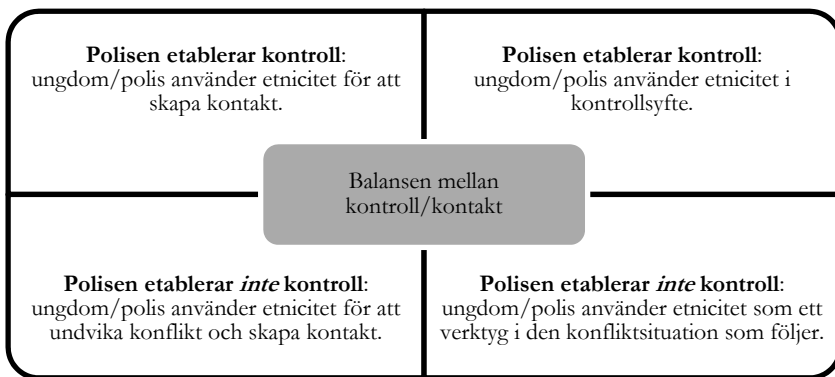 Polisen etablerar kontroll:
ungdom/polis använder etnicitet för att
skapa kontakt.
Polisen etablerar kontroll:
ungdom/polis använder etnicitet i
kontrollsyfte.
Balansen mellan
kontroll/kontakt
Polisen etablerar inte kontroll:
ungdom/polis använder etnicitet för att
undvika konflikt och skapa kontakt.
Polisen etablerar inte kontroll:
ungdom/polis använder etnicitet som ett
verktyg i den konfliktsituation som följer.